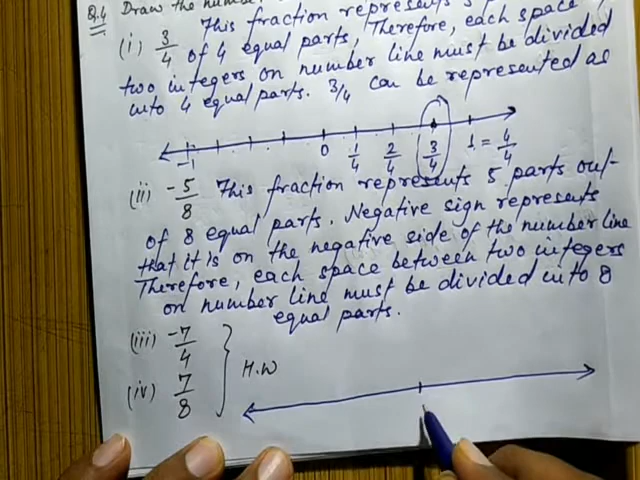 Q.4 Draw the number
This fraction represents 3 p
(i) 3/4 of 4 equal parts, Therefore, each space
two integers on number line must be divided
into 4 equal parts. 3/4 can be represented as
-1 0 1/4 2/4 3/4 1 = 4/4
(ii) -5/8 This fraction represents 5 parts out-
of 8 equal parts. Negative sign represents
that it is on the negative side of the number line
Therefore, each space between two integers
on number line must be divided into 8
equal parts.
(iii) -7/4
H.W
(iv) 7/8